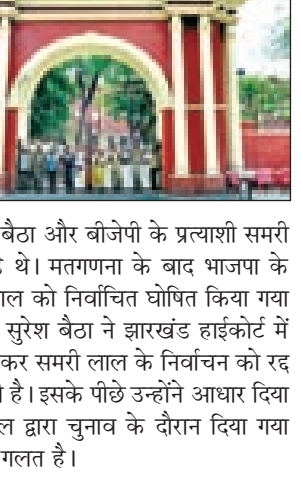 बैठा और बीजेपी के प्रत्याशी समरी
थे। मतगणना के बाद भाजपा के
को निर्वाचित घोषित किया गया
सुरेश बैठा ने झारखंड हाईकोर्ट में
कर समरी लाल के निर्वाचन को रद्द
है। इसके पीछे उन्होंने आधार दिया
द्वारा चुनाव के दौरान दिया गया
गलत है।